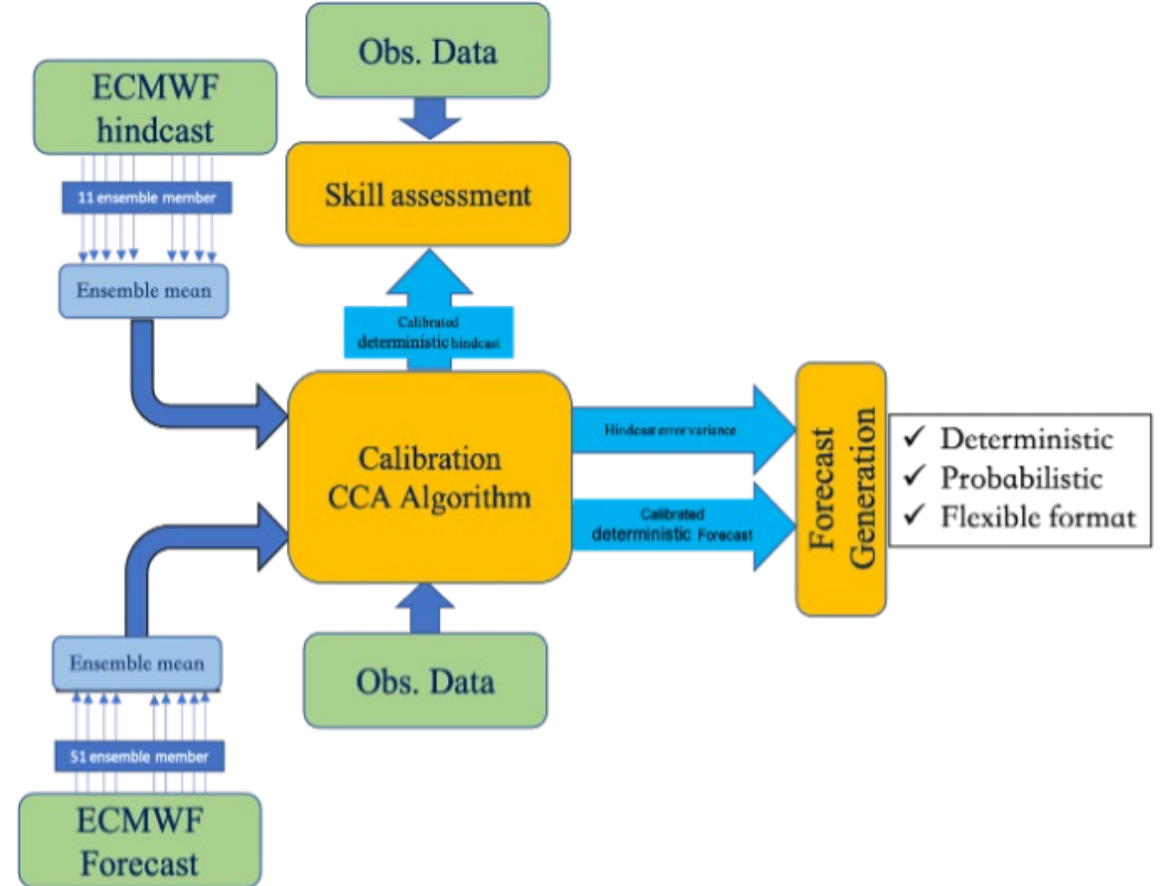 Obs. Data
ECMWF
hindcast
11 ensemble member
Skill assessment
Ensemble mean
Calibrated
deterministic hindcast
Calibration
CCA Algorithm
Hindcast error variance
Calibrated
deterministic Forecast
Forecast
Generation
✓ Deterministic
✓ Probabilistic
✓ Flexible format
Ensemble mean
Obs. Data
51 ensemble member
ECMWF
Forecast